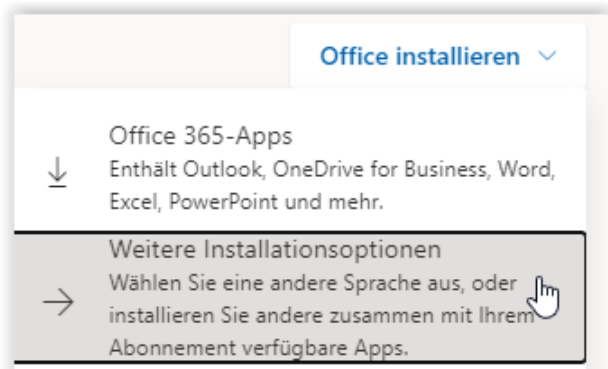 Office installieren
Office 365-Apps
Enthält Outlook, OneDrive for Business, Word,
Excel, PowerPoint und mehr.
Weitere Installationsoptionen
Wählen Sie eine andere Sprache aus, oder
installieren Sie andere zusammen mit Ihrem
Abonnement verfügbare Apps.